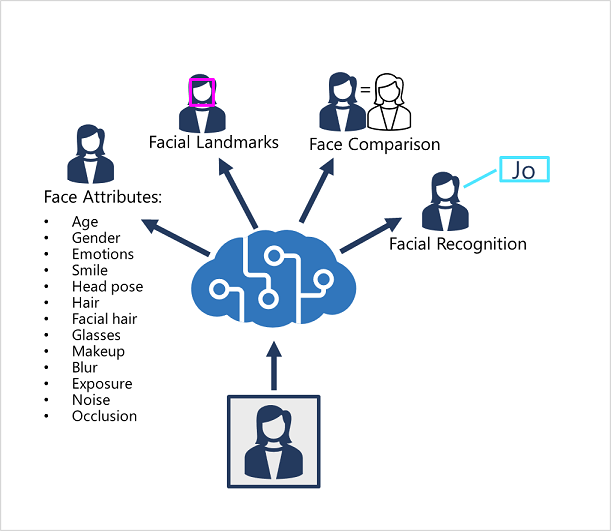 Facial Landmarks
=
Face Comparison
Jo
Facial Recognition
Face Attributes:
• Age
• Gender
• Emotions
• Smile
• Head pose
• Hair
• Facial hair
• Glasses
• Makeup
• Blur
• Exposure
• Noise
• Occlusion